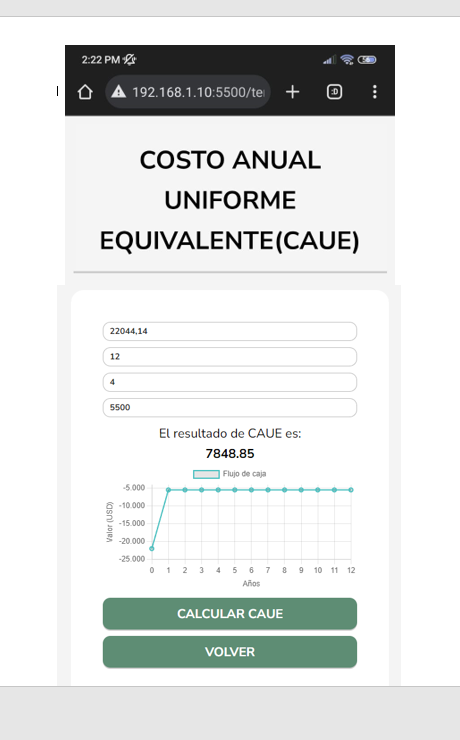 2:22 PM
56
192.168.1.10:5500/te
:D
COSTO ANUAL
UNIFORME
EQUIVALENTE(CAUE)
22044,14
12
4
5500
El resultado de CAUE es:
7848.85
Flujo de caja
-5.000
-10.000
-15.000
-20.000
-25.000
Valor (USD)
0 1 2 3 4 5 6 7 8 9 10 11 12
Años
CALCULAR CAUE
VOLVER